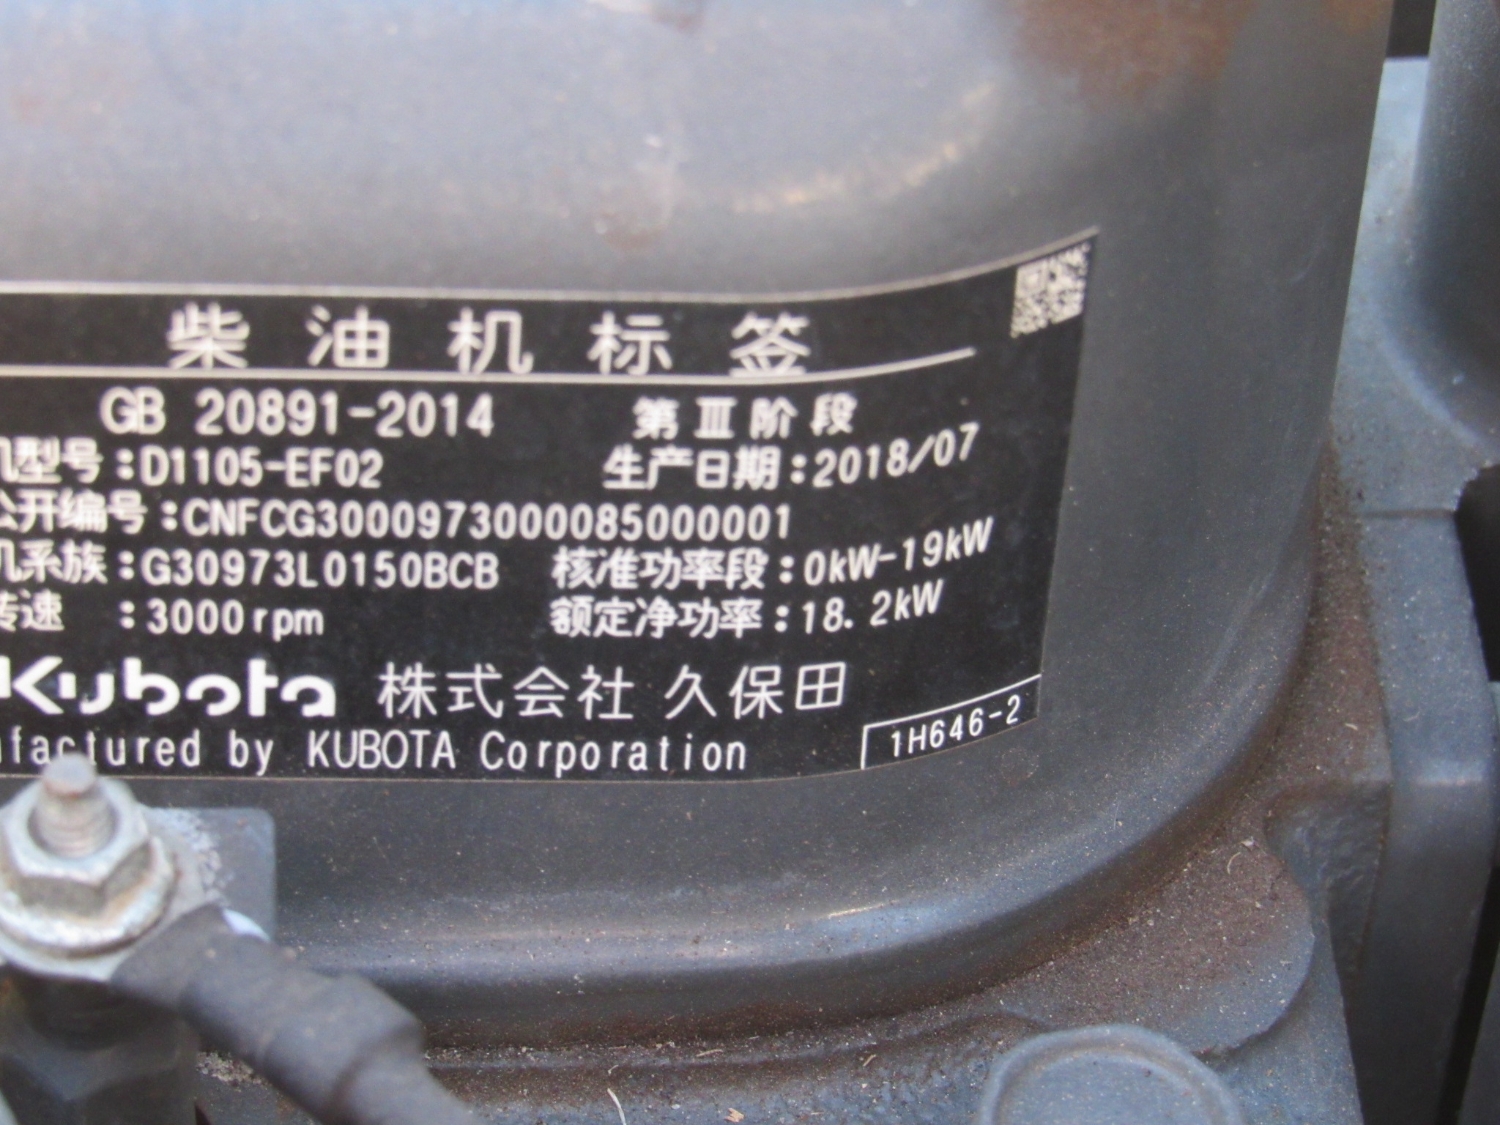 柴油机标签
GB 20891-2014 第Ⅲ阶段
机型号:D1105-EF02 生产日期:2018/07
公开编号:CNFCG3000973000085000001
机系族:G30973L0150BCB 核准功率段:0kW-19kW
转速 :3000rpm 额定净功率:18.2kW
Kubota 株式会社 久保田
nufactured by KUBOTA Corporation
1H646-2